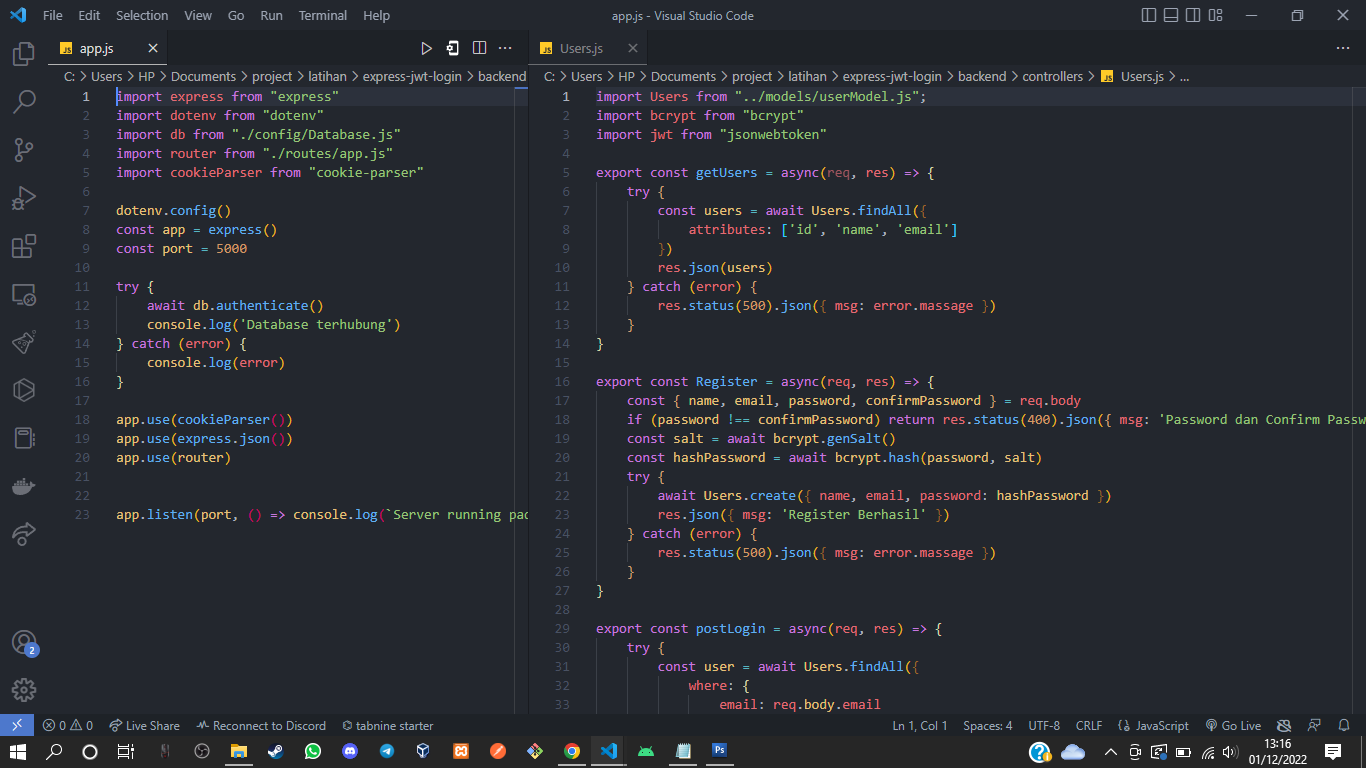 File Edit Selection View Go Run Terminal Help app.js - Visual Studio Code
JS app.js
C: > Users > HP > Documents > project > latihan > express-jwt-login > backend
1 import express from "express"
2 import dotenv from "dotenv"
3 import db from "./config/Database.js"
4 import router from "./routes/app.js"
5 import cookieParser from "cookie-parser"
6
7 dotenv.config()
8 const app = express()
9 const port = 5000
10
11 try {
12 await db.authenticate()
13 console.log('Database terhubung')
14 } catch (error) {
15 console.log(error)
16 }
17
18 app.use(cookieParser())
19 app.use(express.json())
20 app.use(router)
21
22
23 app.listen(port, () => console.log(`Server running pad
JS Users.js
C: > Users > HP > Documents > project > latihan > express-jwt-login > backend > controllers > JS Users.js > ...
1 import Users from "../models/userModel.js";
2 import bcrypt from "bcrypt"
3 import jwt from "jsonwebtoken"
4
5 export const getUsers = async(req, res) => {
6 try {
7 const users = await Users.findAll({
8 attributes: ['id', 'name', 'email']
9 })
10 res.json(users)
11 } catch (error) {
12 res.status(500).json({ msg: error.massage })
13 }
14 }
15
16 export const Register = async(req, res) => {
17 const { name, email, password, confirmPassword } = req.body
18 if (password !== confirmPassword) return res.status(400).json({ msg: 'Password dan Confirm Passw
19 const salt = await bcrypt.genSalt()
20 const hashPassword = await bcrypt.hash(password, salt)
21 try {
22 await Users.create({ name, email, password: hashPassword })
23 res.json({ msg: 'Register Berhasil' })
24 } catch (error) {
25 res.status(500).json({ msg: error.massage })
26 }
27 }
28
29 export const postLogin = async(req, res) => {
30 try {
31 const user = await Users.findAll({
32 where: {
33 email: req.body.email
2
0 0 Live Share Reconnect to Discord tabnine starter Ln 1, Col 1 Spaces: 4 UTF-8 CRLF {} JavaScript Go Live
Ps 13:16
01/12/2022